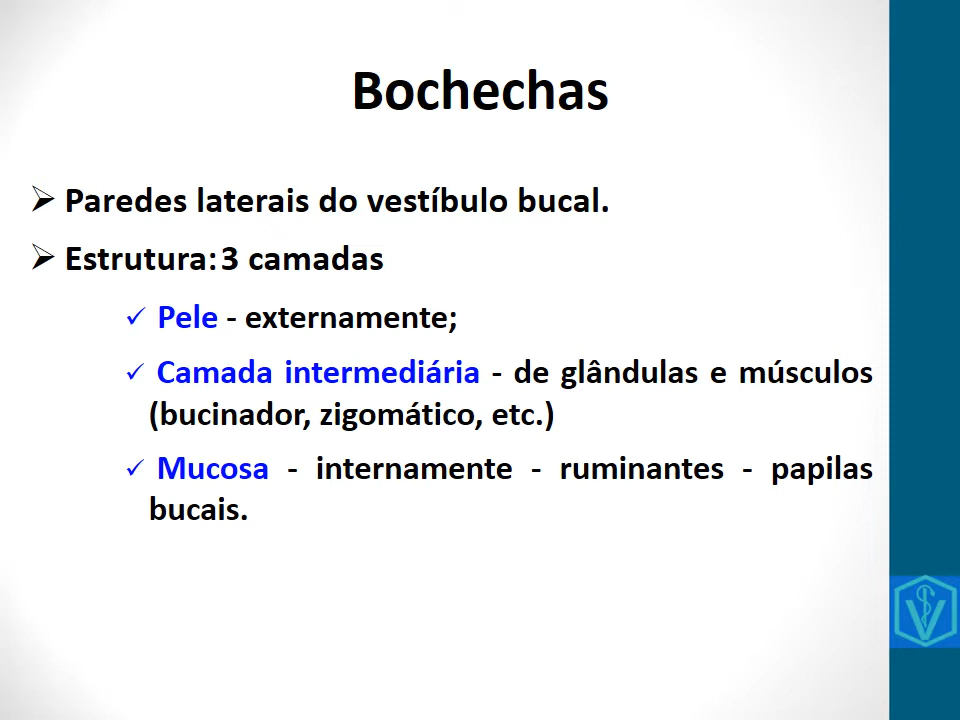 Bochechas
Paredes laterais do vestíbulo bucal.
Estrutura: 3 camadas
Pele - externamente;
Camada intermediária - de glândulas e músculos
(bucinador, zigomático, etc.)
Mucosa - internamente - ruminantes - papilas
bucais.
V